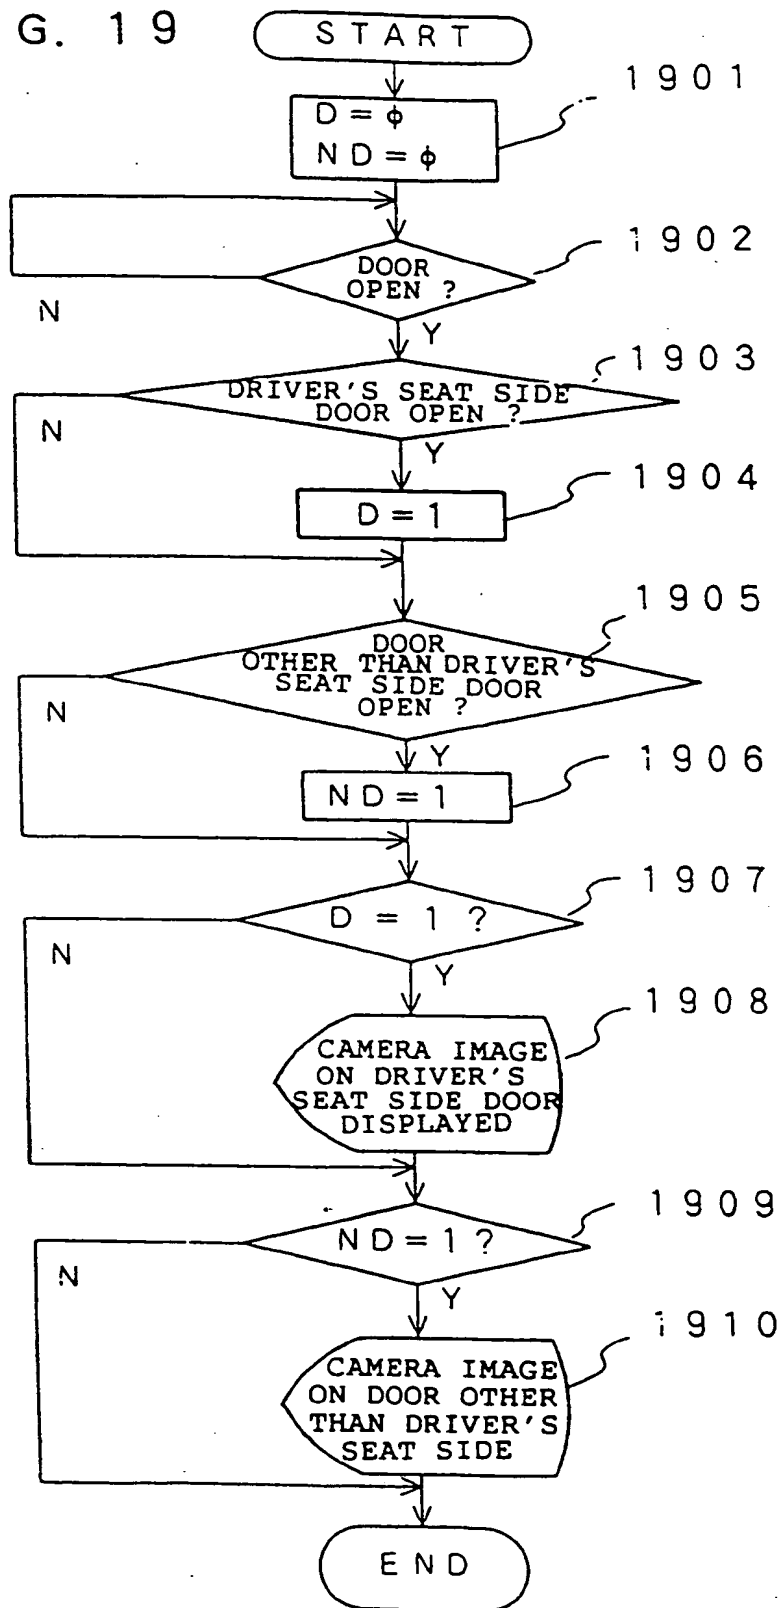 G. 19
START
1901
D = ϕ
ND = ϕ
1902
DOOR
OPEN ?
N
Y
1903
DRIVER'S SEAT SIDE
DOOR OPEN ?
N
Y
1904
D = 1
1905
DOOR
OTHER THAN DRIVER'S
SEAT SIDE DOOR
OPEN ?
N
Y
1906
ND = 1
1907
D = 1 ?
N
Y
1908
CAMERA IMAGE
ON DRIVER'S
SEAT SIDE DOOR
DISPLAYED
1909
ND = 1 ?
N
Y
1910
CAMERA IMAGE
ON DOOR OTHER
THAN DRIVER'S
SEAT SIDE
END